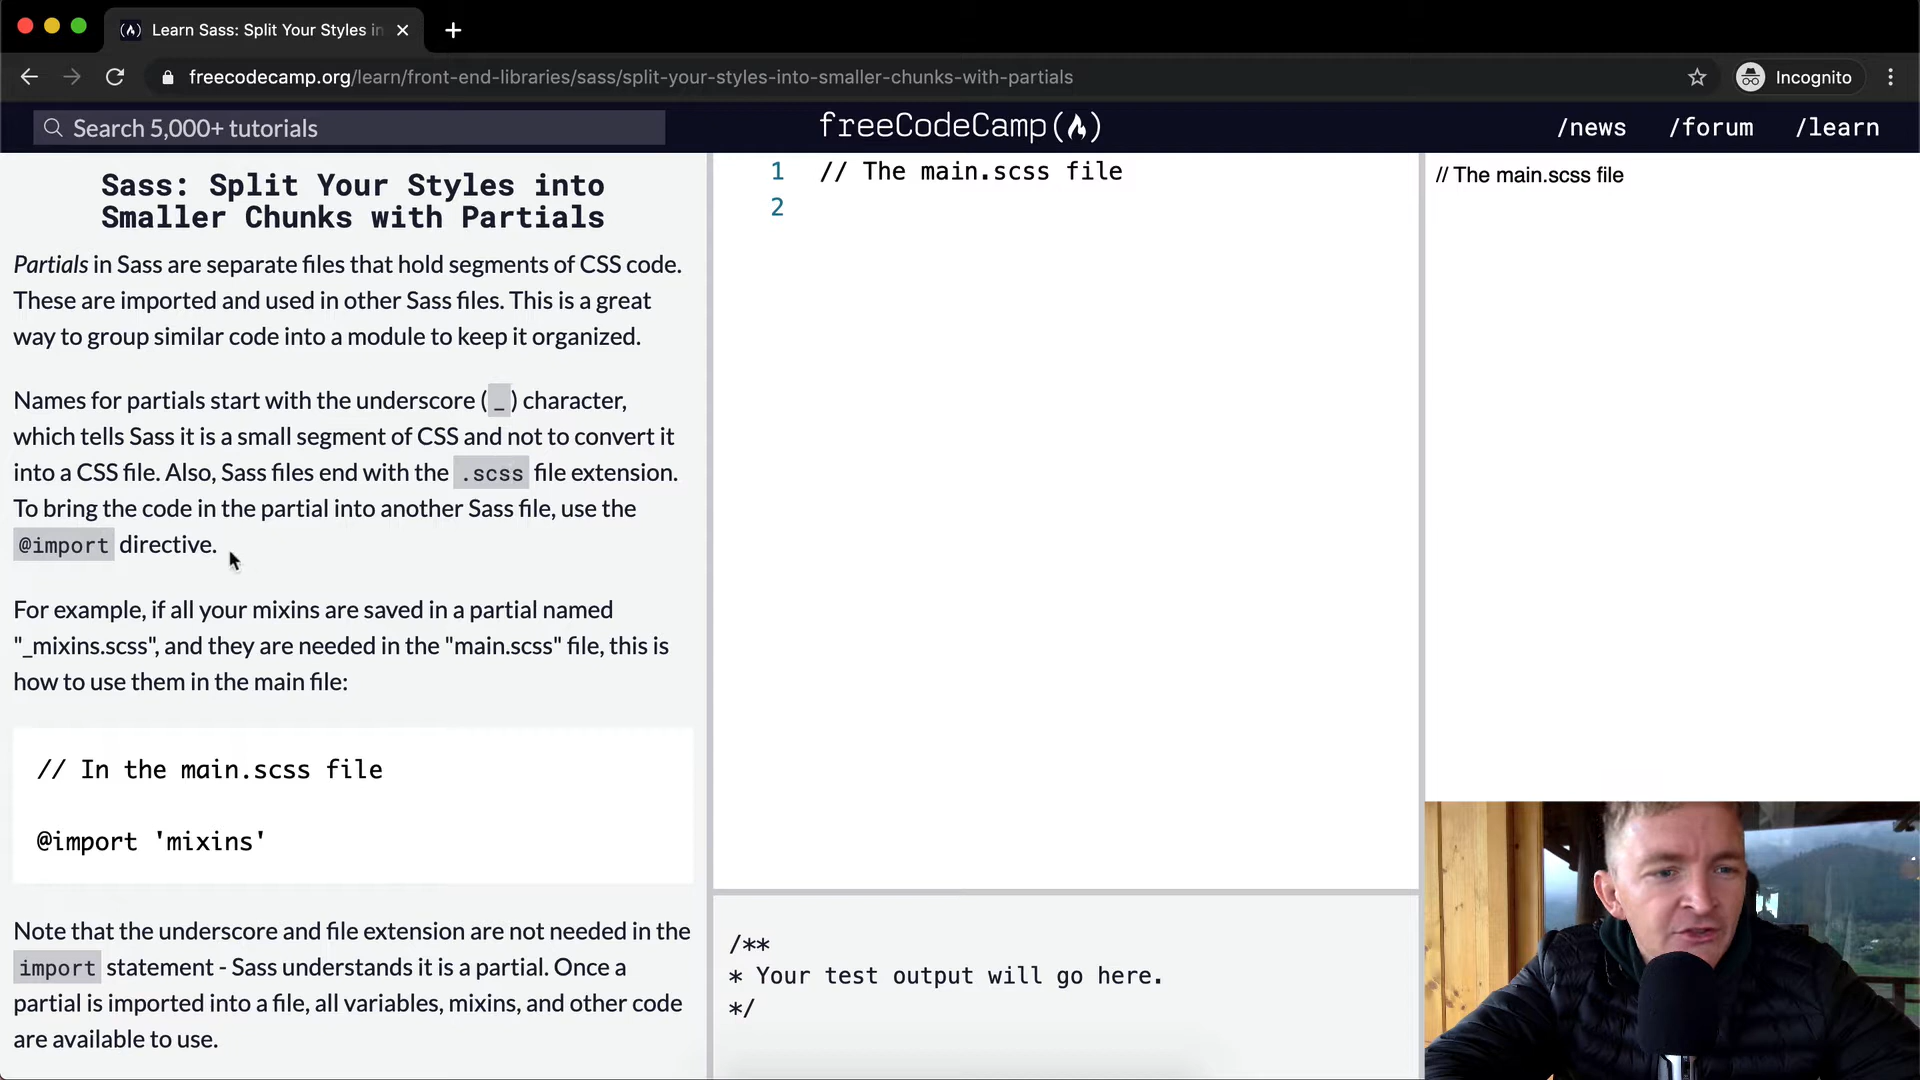 Learn Sass: Split Your Styles in
freecodecamp.org/learn/front-end-libraries/sass/split-your-styles-into-smaller-chunks-with-partials
Incognito
Search 5,000+ tutorials
freeCodeCamp
/news /forum /learn
Sass: Split Your Styles into
Smaller Chunks with Partials
Partials in Sass are separate files that hold segments of CSS code.
These are imported and used in other Sass files. This is a great
way to group similar code into a module to keep it organized.
Names for partials start with the underscore ( _ ) character,
which tells Sass it is a small segment of CSS and not to convert it
into a CSS file. Also, Sass files end with the .scss file extension.
To bring the code in the partial into another Sass file, use the
@import directive.
For example, if all your mixins are saved in a partial named
"_mixins.scss", and they are needed in the "main.scss" file, this is
how to use them in the main file:
// In the main.scss file
@import 'mixins'
Note that the underscore and file extension are not needed in the
import statement - Sass understands it is a partial. Once a
partial is imported into a file, all variables, mixins, and other code
are available to use.
1 // The main.scss file
2
/**
* Your test output will go here.
*/
// The main.scss file